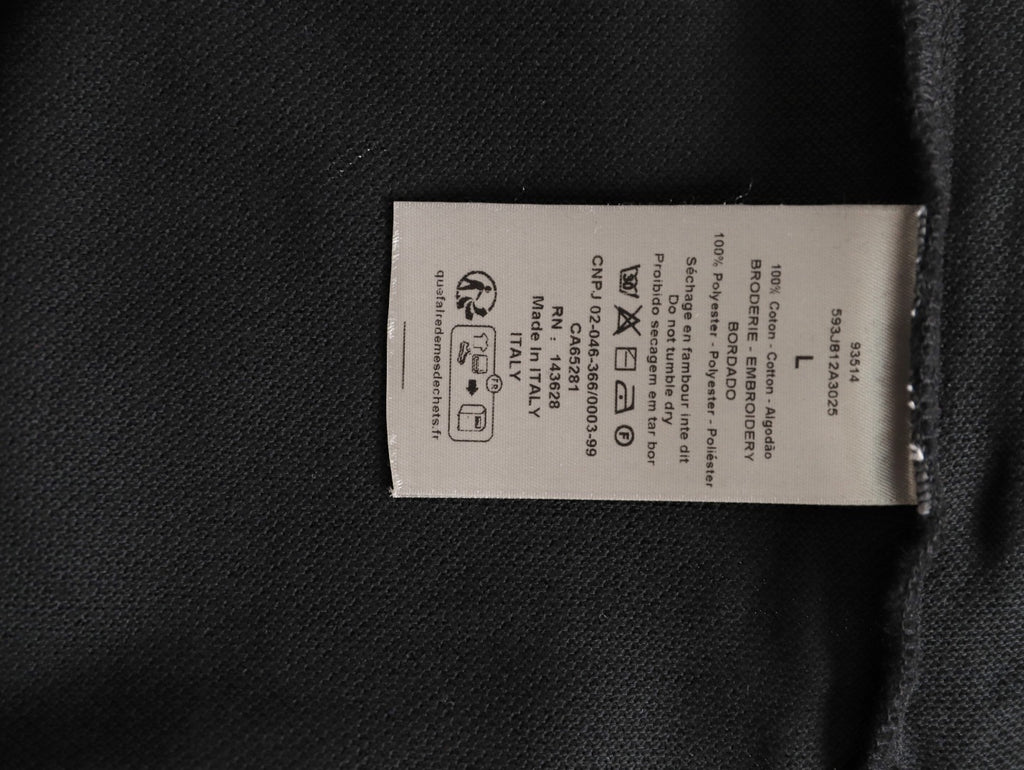 93514
593J812A3025
L
100% Coton - Cotton - Algodão
BRODERIE - EMBROIDERY
BORDADO
100% Polyester - Polyester - Poliéster
Séchage en tambour inte dit
Do not tumble dry
Proibido secagem em tar bor
30
F
CNPJ 02-046-366/0003-99
CA65281
RN : 143628
Made In ITALY
ITALY
FR
quefairedemesdechets.fr